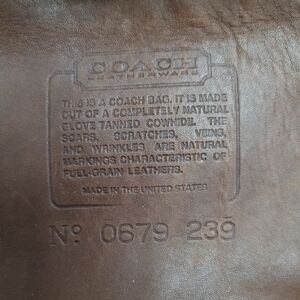 COACH
LEATHERWARE
THIS IS A COACH BAG. IT IS MADE
OUT OF A COMPLETELY NATURAL
GLOVE TANNED COWHIDE. THE
SCARS, SCRATCHES, VEINS,
AND WRINKLES ARE NATURAL
MARKINGS CHARACTERISTIC OF
FULL-GRAIN LEATHERS.
MADE IN THE UNITED STATES
Nº 0679 239